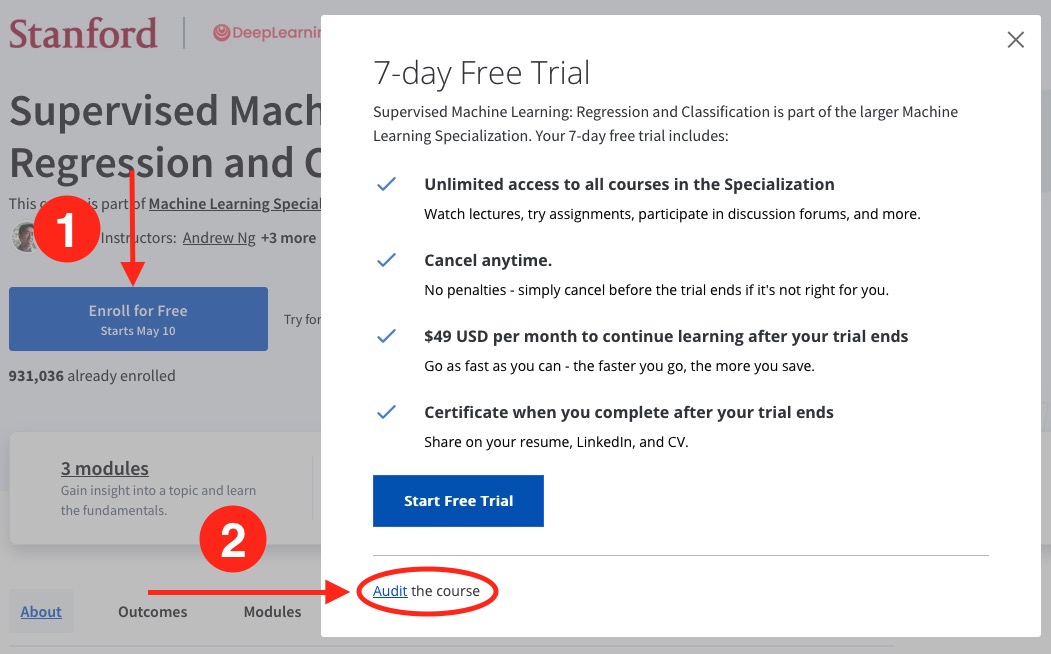 Stanford
DeepLearnin
Supervised Mach
Regression and C
This is part of Machine Learning Special
1
Instructors: Andrew Ng +3 more
Enroll for Free
Starts May 10
Try for
931,036 already enrolled
3 modules
Gain insight into a topic and learn
the fundamentals.
2
About Outcomes Modules
7-day Free Trial
Supervised Machine Learning: Regression and Classification is part of the larger Machine
Learning Specialization. Your 7-day free trial includes:
Unlimited access to all courses in the Specialization
Watch lectures, try assignments, participate in discussion forums, and more.
Cancel anytime.
No penalties - simply cancel before the trial ends if it's not right for you.
$49 USD per month to continue learning after your trial ends
Go as fast as you can - the faster you go, the more you save.
Certificate when you complete after your trial ends
Share on your resume, LinkedIn, and CV.
Start Free Trial
Audit the course